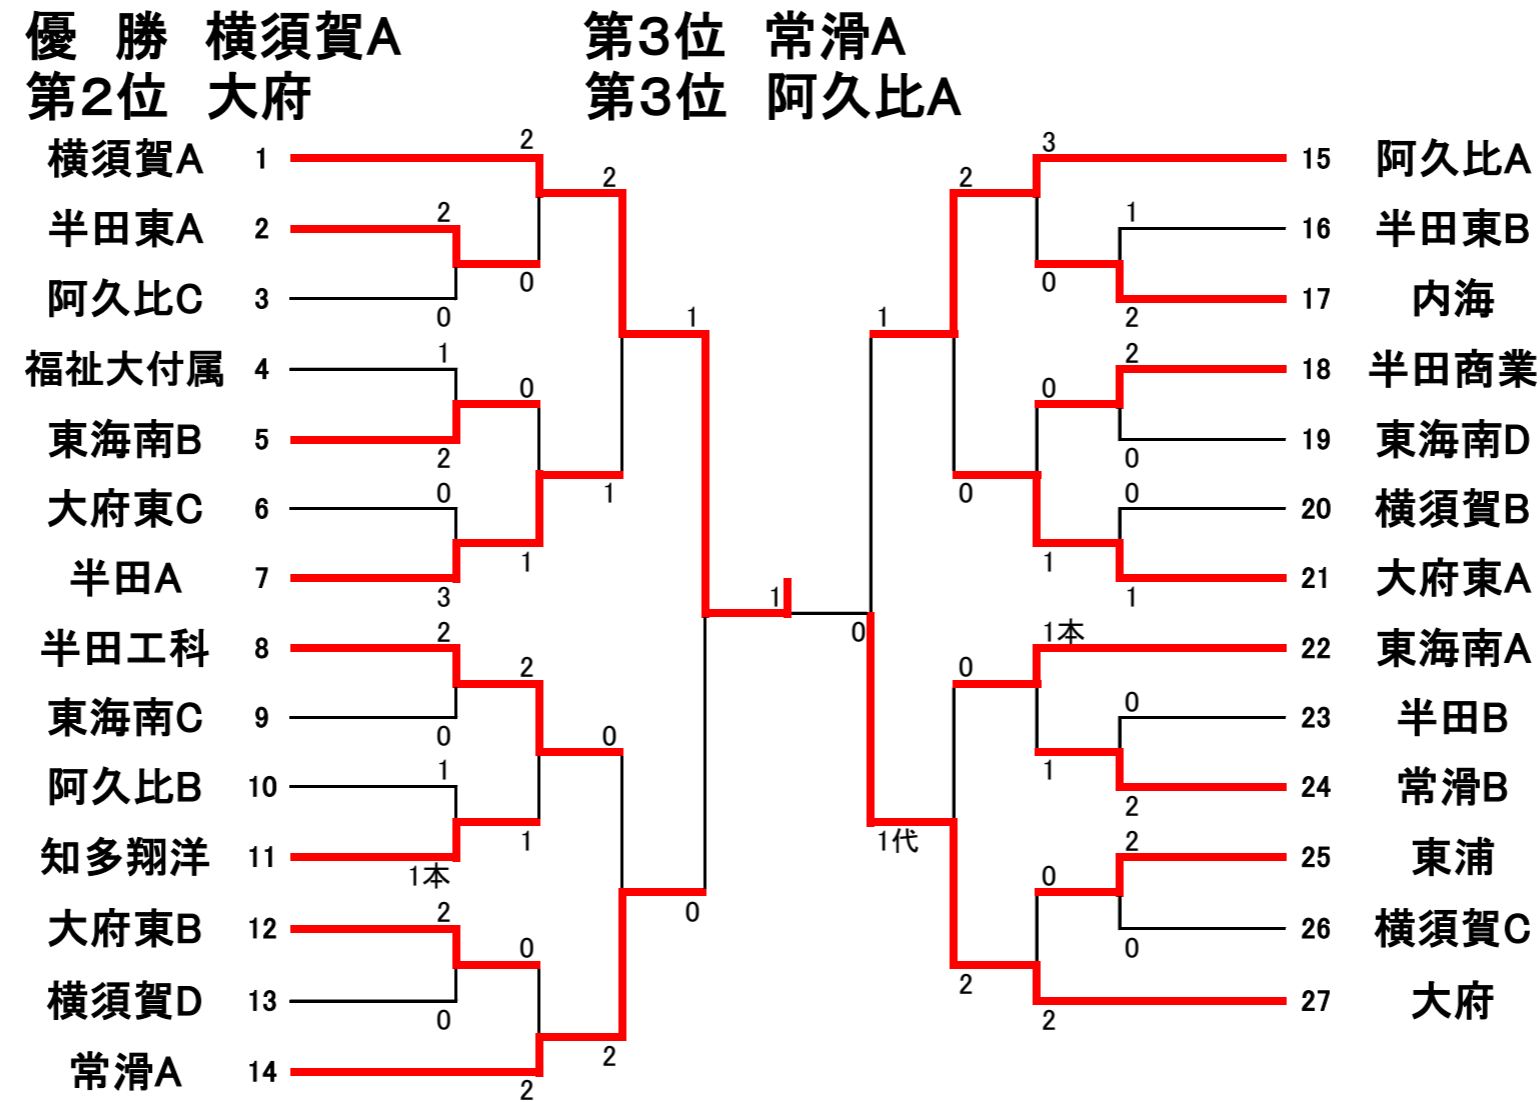 優　勝　横須賀A　第3位　常滑A
第2位　大府　第3位　阿久比A
横須賀A 1
半田東A 2
阿久比C 3
福祉大付属 4
東海南B 5
大府東C 6
半田A 7
半田工科 8
東海南C 9
阿久比B 10
知多翔洋 11
大府東B 12
横須賀D 13
常滑A 14
2
0
1
2
0
3
2
0
1
1本
2
0
2
0
0
1
2
1
0
2
2
1
0
2
1
0
1
0
1
1代
2
0
0
2
3
0
0
1
1本
1
0
2
1
2
2
0
0
1
0
2
2
0
15 阿久比A
16 半田東B
17 内海
18 半田商業
19 東海南D
20 横須賀B
21 大府東A
22 東海南A
23 半田B
24 常滑B
25 東浦
26 横須賀C
27 大府